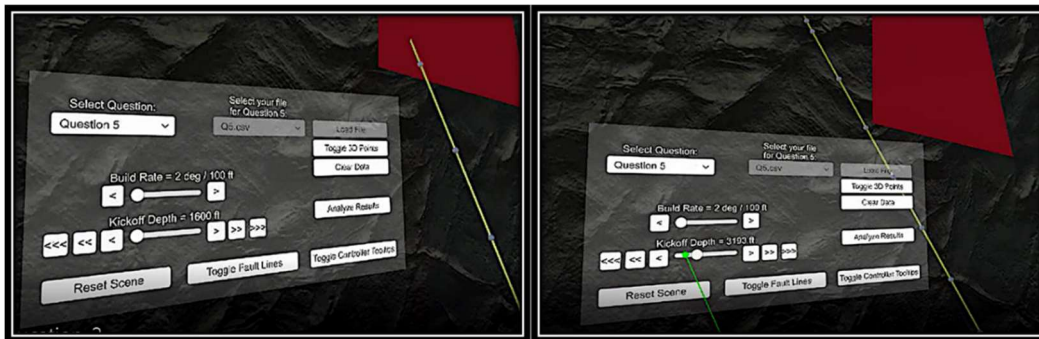 Select Question:
Select your file
for Question 5:
Question 5
Q5.csv
Load File
Toggle 3D Points
Clear Data
Build Rate = 2 deg / 100 ft
<
>
Analyze Results
Kickoff Depth = 1600 ft
<<<
<<
<
>
>>
>>>
Reset Scene
Toggle Fault Lines
Toggle Controller Tooltips
Select Question:
Select your file
for Question 5:
Question 5
Q5.csv
Toggle 3D Points
Clear Data
Build Rate = 2 deg / 100 ft
<
>
Analyze Results
Kickoff Depth = 3193 ft
<<<
<<
<
>
>>
>>>
Reset Scene
Toggle Fault Lines
Toggle Controller Tooltips